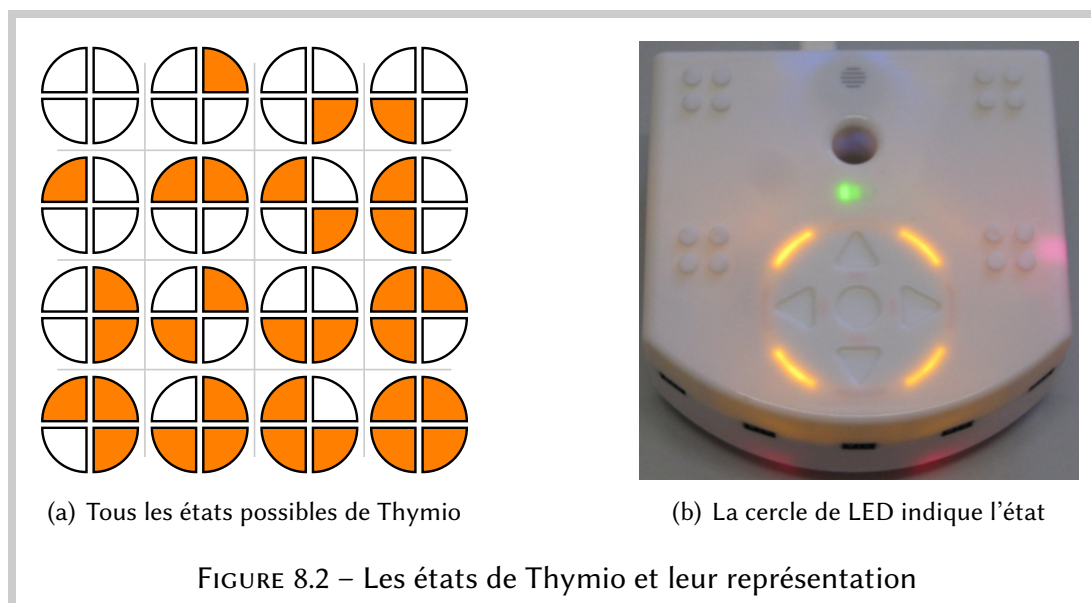 (a) Tous les états possibles de Thymio
(b) La cercle de LED indique l'état
FIGURE 8.2 – Les états de Thymio et leur représentation